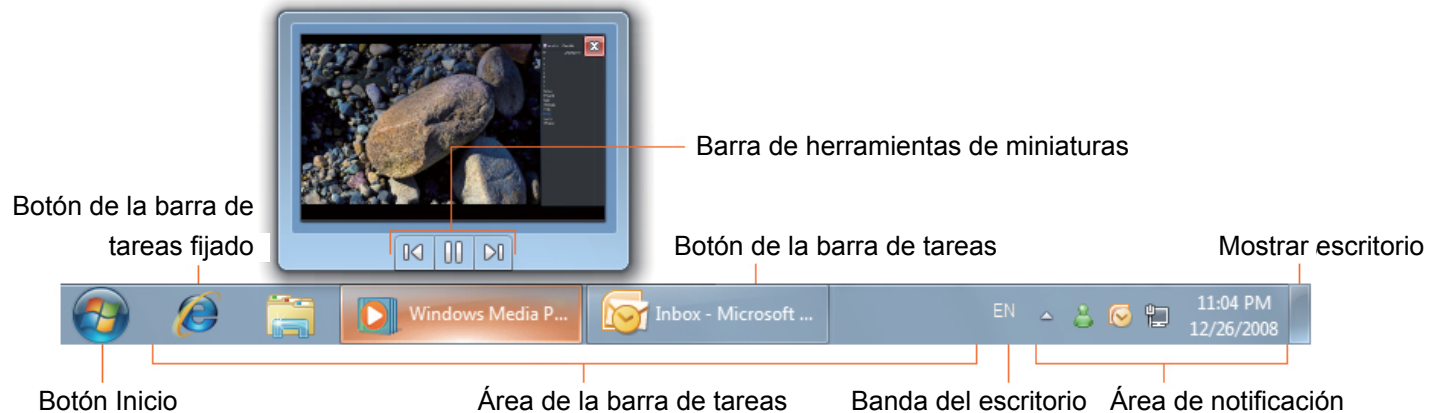 Barra de herramientas de miniaturas
Botón de la barra de
tareas fijado
Botón de la barra de tareas
Mostrar escritorio
Windows Media P...
Inbox - Microsoft ...
EN
11:04 PM
12/26/2008
Botón Inicio
Área de la barra de tareas
Banda del escritorio
Área de notificación